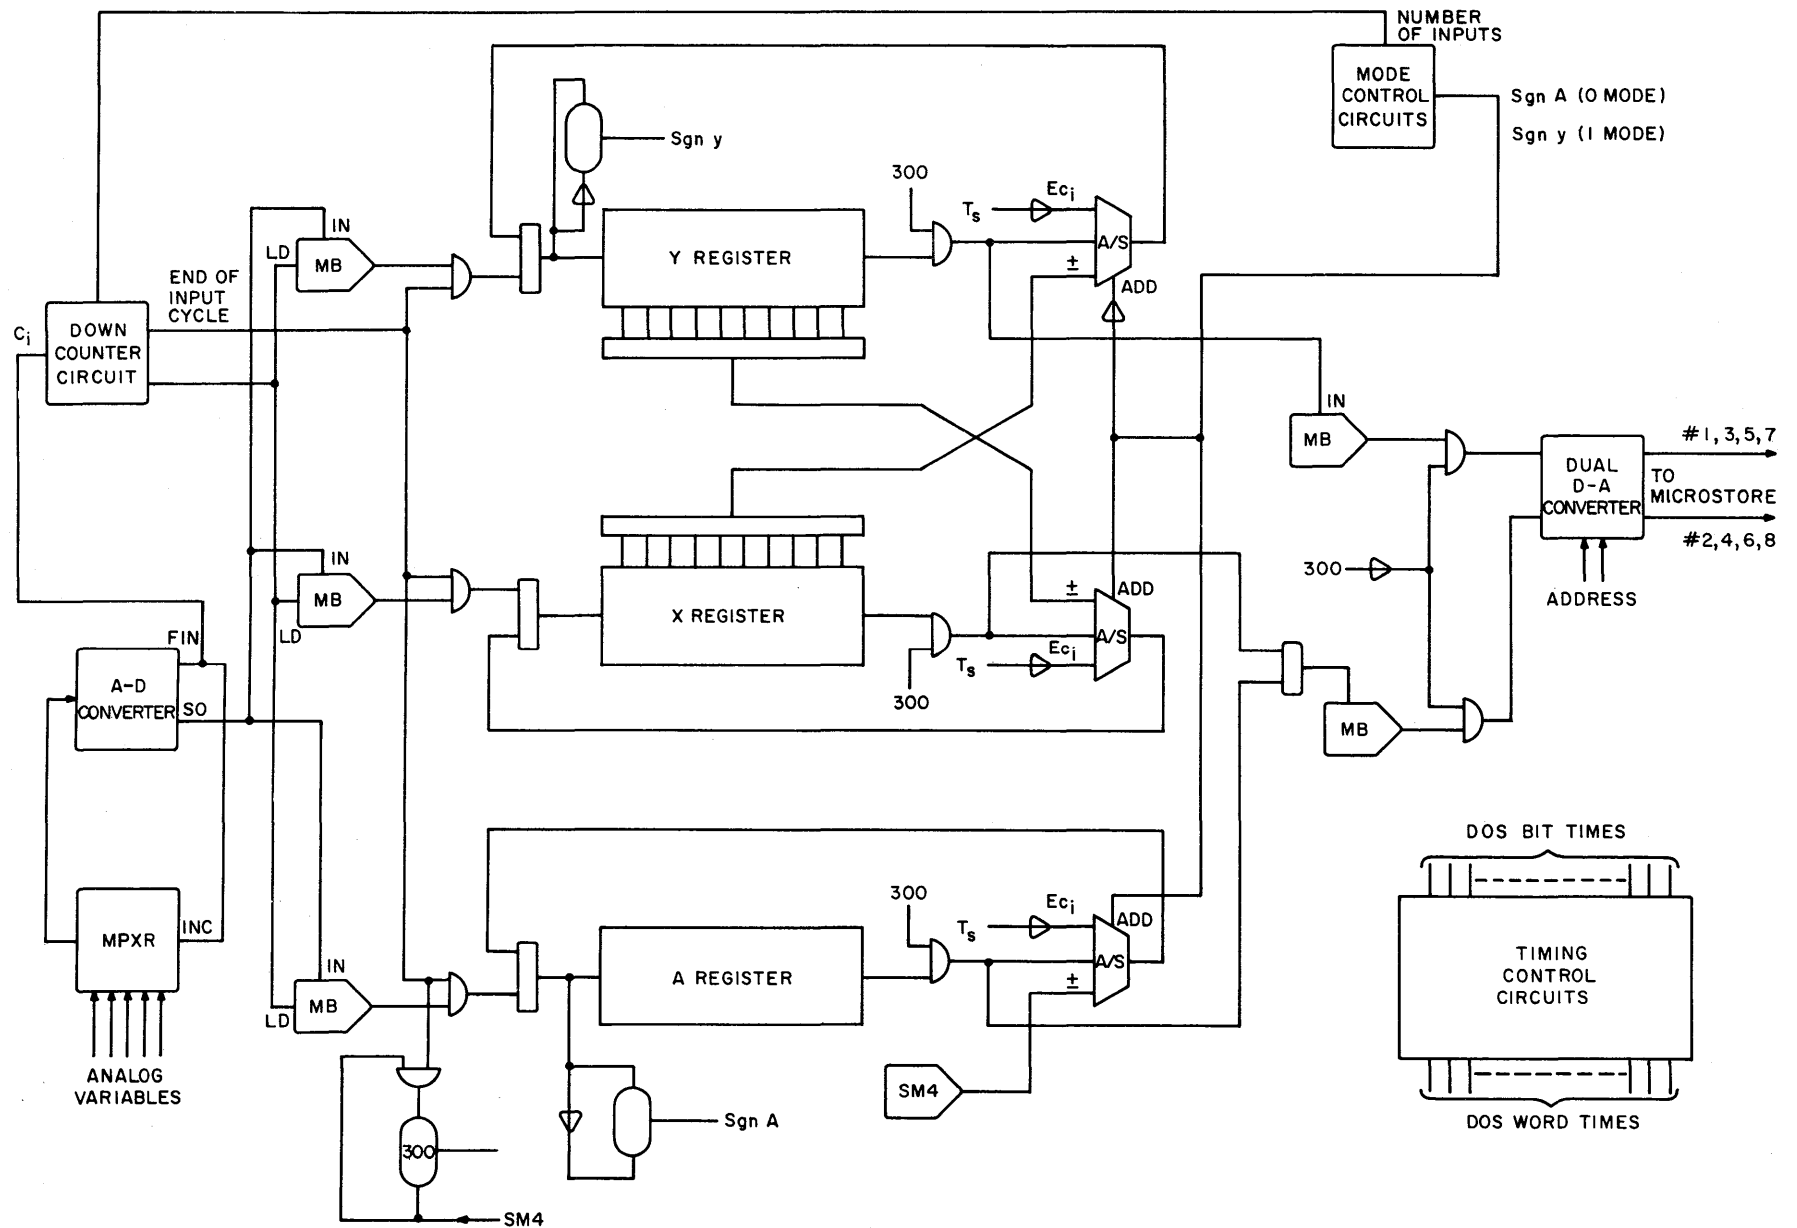 NUMBER
OF INPUTS
MODE
CONTROL
CIRCUITS
Sgn A (0 MODE)
Sgn y (1 MODE)
Sgn y
300
Ts
Eci
IN
LD
MB
Y REGISTER
A/S
±
ADD
END OF
INPUT
CYCLE
Ci
DOWN
COUNTER
CIRCUIT
IN
MB
#1, 3, 5, 7
DUAL
D-A
CONVERTER
TO
MICROSTORE
#2, 4, 6, 8
300
ADDRESS
IN
MB
LD
X REGISTER
±
ADD
A/S
Ts
Eci
300
FIN
A-D
CONVERTER
SO
MB
DOS BIT TIMES
300
Ts
Eci
ADD
A/S
±
INC
MPXR
IN
MB
LD
A REGISTER
TIMING
CONTROL
CIRCUITS
ANALOG
VARIABLES
SM4
DOS WORD TIMES
Sgn A
300
SM4